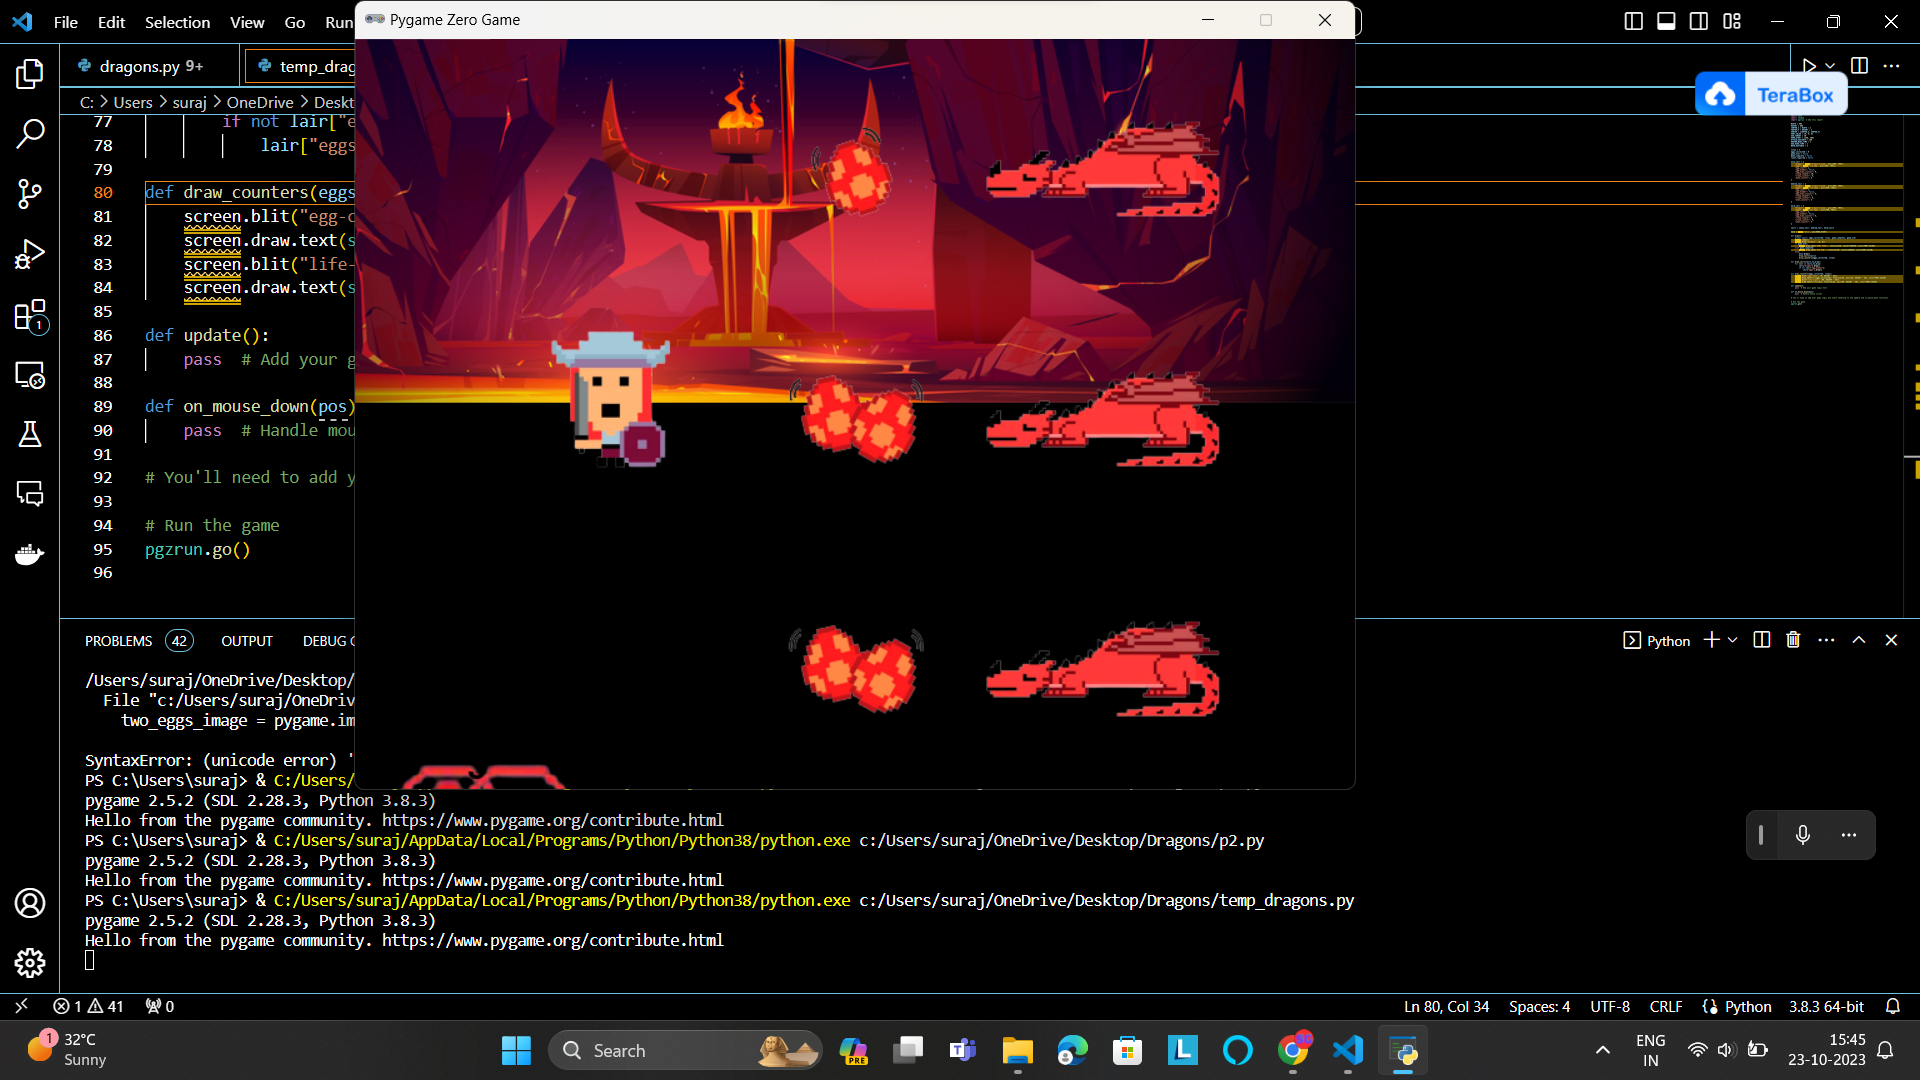 File Edit Selection View Go Run
Pygame Zero Game
dragons.py 9+
temp_drag
C: > Users > suraj > OneDrive > Deskt
TeraBox
77 if not lair["e
78 lair["eggs
79
80 def draw_counters(eggs
81 screen.blit("egg-c
82 screen.draw.text(s
83 screen.blit("life-
84 screen.draw.text(s
85
86 def update():
87 pass # Add your g
88
89 def on_mouse_down(pos)
90 pass # Handle mou
91
92 # You'll need to add y
93
94 # Run the game
95 pgzrun.go()
96
1
PROBLEMS 42 OUTPUT DEBUG C
Python
/Users/suraj/OneDrive/Desktop/
File "c:/Users/suraj/OneDriv
two_eggs_image = pygame.im
SyntaxError: (unicode error) '
PS C:\Users\suraj> & C:/Users/
pygame 2.5.2 (SDL 2.28.3, Python 3.8.3)
Hello from the pygame community. https://www.pygame.org/contribute.html
PS C:\Users\suraj> & C:/Users/suraj/AppData/Local/Programs/Python/Python38/python.exe c:/Users/suraj/OneDrive/Desktop/Dragons/p2.py
pygame 2.5.2 (SDL 2.28.3, Python 3.8.3)
Hello from the pygame community. https://www.pygame.org/contribute.html
PS C:\Users\suraj> & C:/Users/suraj/AppData/Local/Programs/Python/Python38/python.exe c:/Users/suraj/OneDrive/Desktop/Dragons/temp_dragons.py
pygame 2.5.2 (SDL 2.28.3, Python 3.8.3)
Hello from the pygame community. https://www.pygame.org/contribute.html
1 41 0
Ln 80, Col 34 Spaces: 4 UTF-8 CRLF Python 3.8.3 64-bit
1
32°C
Sunny
Search
PRE
ENG
IN
15:45
23-10-2023